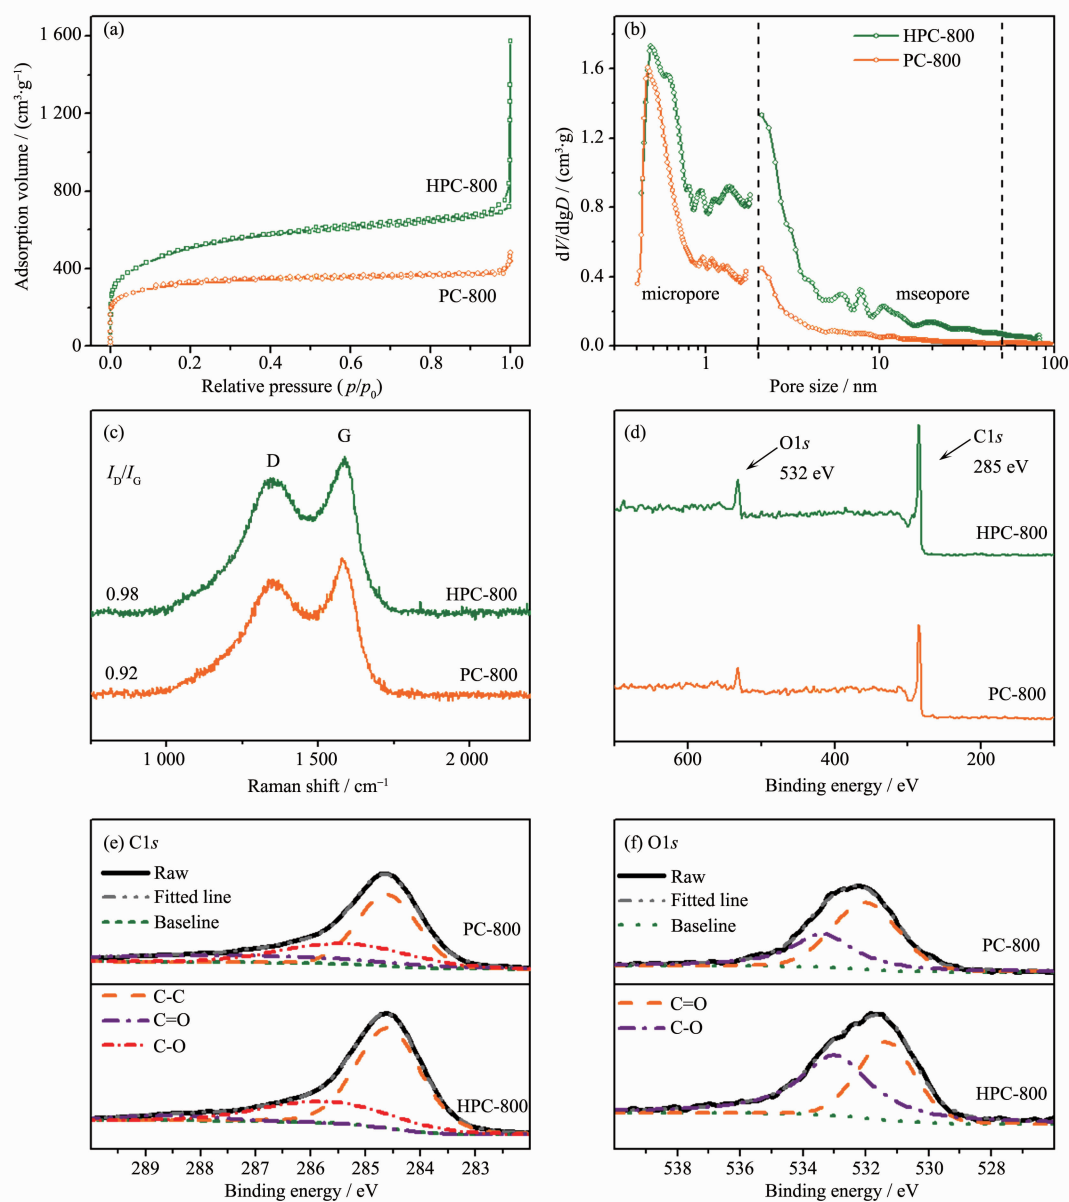 (a)
1 600
1 200
800
400
0
Adsorption volume / (cm³·g⁻¹)
HPC-800
PC-800
0.0 0.2 0.4 0.6 0.8 1.0
Relative pressure (p/p₀)
(b)
HPC-800
PC-800
1.6
1.2
0.8
0.4
0.0
dV/dlgD / (cm³·g)
micropore
mseopore
1 10 100
Pore size / nm
(c)
I_D/I_G
D
G
0.98
HPC-800
0.92
PC-800
1 000 1 500 2 000
Raman shift / cm⁻¹
(d)
O1s
532 eV
C1s
285 eV
HPC-800
PC-800
600 400 200
Binding energy / eV
(e) C1s
Raw
Fitted line
Baseline
PC-800
C-C
C=O
C-O
HPC-800
289 288 287 286 285 284 283
Binding energy / eV
(f) O1s
Raw
Fitted line
Baseline
PC-800
C=O
C-O
HPC-800
538 536 534 533 530 528
Binding energy / eV